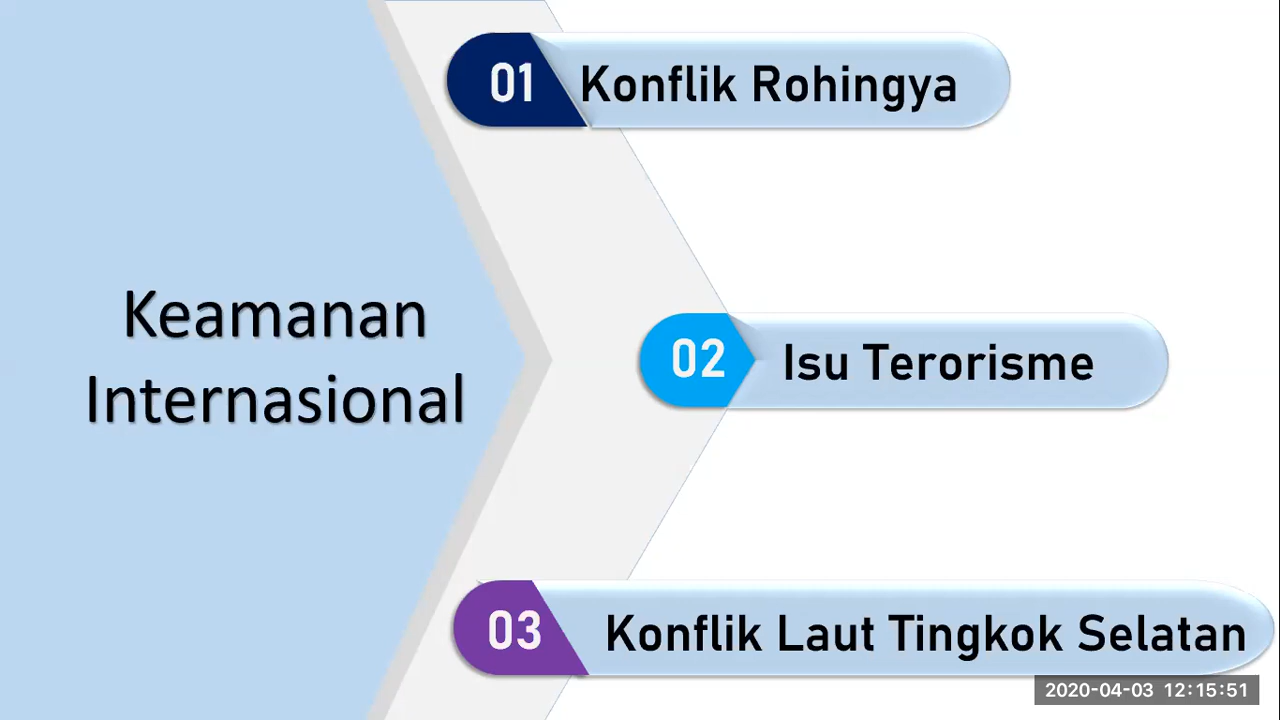 01 Konflik Rohingya
Keamanan
Internasional
02 Isu Terorisme
03 Konflik Laut Tingkok Selatan
2020-04-03 12:15:51